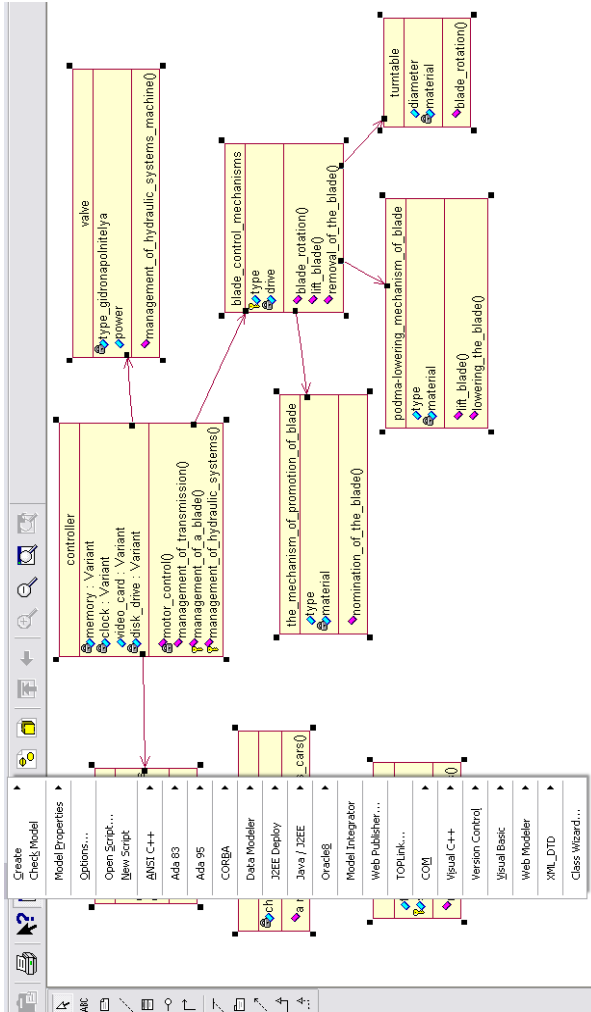 Create
Check Model
Model Properties
Options...
Open Script...
New Script
ANSI C++
Ada 83
Ada 95
CORBA
Data Modeler
J2EE Deploy
Java / J2EE
Oracle8
Model Integrator
Web Publisher...
TOPLink...
COM
Visual C++
Version Control
Visual Basic
Web Modeler
XML_DTD
Class Wizard...
ABC
controller
memory : Variant
clock : Variant
video_card : Variant
disk_drive : Variant
motor_control()
management_of_transmission()
management_of_a_blade()
management_of_hydraulic_systems()
valve
type_gidronapolnitelya
power
management_of_hydraulic_systems_machine()
blade_control_mechanisms
type
drive
blade_rotation()
lift_blade()
removal_of_the_blade()
turntable
diameter
material
blade_rotation()
the_mechanism_of_promotion_of_blade
type
material
nomination_of_the_blade()
podma-lowering_mechanism_of_blade
type
material
lift_blade()
lowering_the_blade()
ch
a r
_cars()